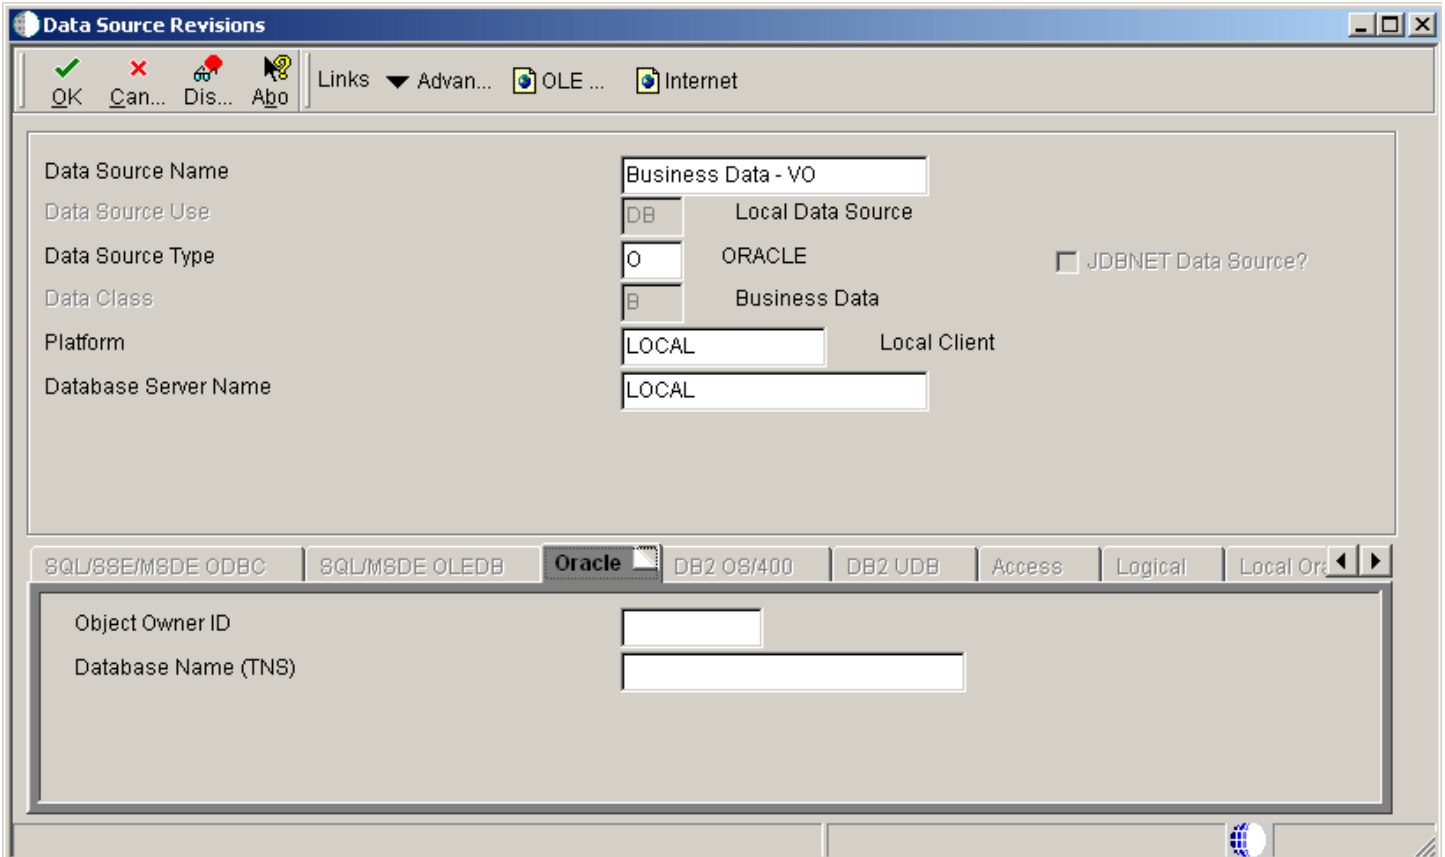 Data Source Revisions
OK Can... Dis... Abo Links Advan... OLE ... Internet
Data Source Name Business Data - VO
Data Source Use DB Local Data Source
Data Source Type O ORACLE JDBNET Data Source?
Data Class B Business Data
Platform LOCAL Local Client
Database Server Name LOCAL
SQL/SSE/MSDE ODBC SQL/MSDE OLEDB Oracle DB2 OS/400 DB2 UDB Access Logical Local Ora
Object Owner ID
Database Name (TNS)